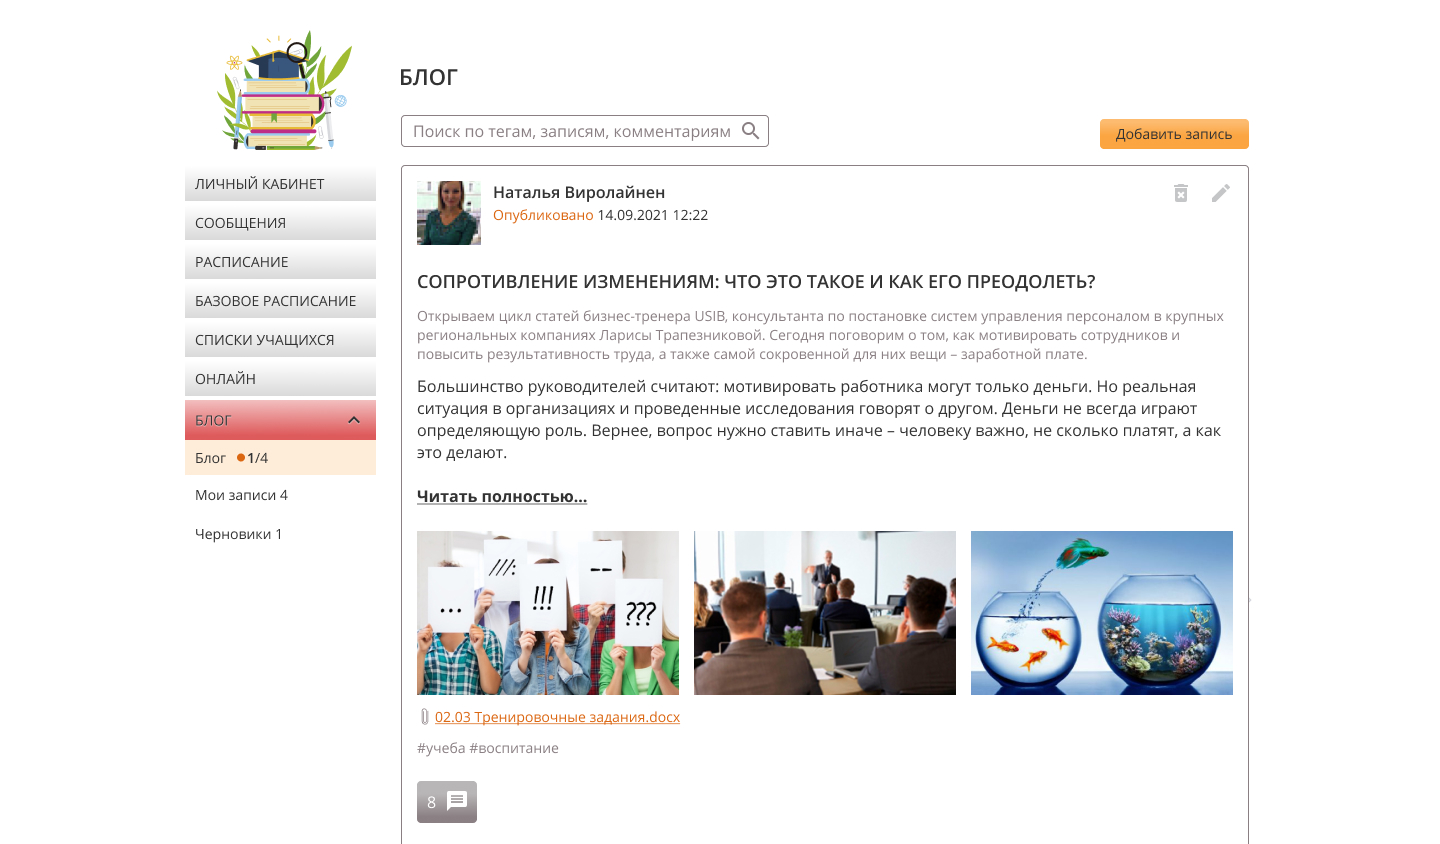 БЛОГ
Поиск по тегам, записям, комментариям
Добавить запись
ЛИЧНЫЙ КАБИНЕТ
СООБЩЕНИЯ
РАСПИСАНИЕ
БАЗОВОЕ РАСПИСАНИЕ
СПИСКИ УЧАЩИХСЯ
ОНЛАЙН
БЛОГ
Блог 1/4
Мои записи 4
Черновики 1
Наталья Виролайнен
Опубликовано 14.09.2021 12:22
СОПРОТИВЛЕНИЕ ИЗМЕНЕНИЯМ: ЧТО ЭТО ТАКОЕ И КАК ЕГО ПРЕОДОЛЕТЬ?
Открываем цикл статей бизнес-тренера USIB, консультанта по постановке систем управления персоналом в крупных
региональных компаниях Ларисы Трапезниковой. Сегодня поговорим о том, как мотивировать сотрудников и
повысить результативность труда, а также самой сокровенной для них вещи – заработной плате.
Большинство руководителей считают: мотивировать работника могут только деньги. Но реальная
ситуация в организациях и проведенные исследования говорят о другом. Деньги не всегда играют
определяющую роль. Вернее, вопрос нужно ставить иначе – человеку важно, не сколько платят, а как
это делают.
Читать полностью...
...
///:
!!!
--
???
02.03 Тренировочные задания.docx
#учеба #воспитание
8